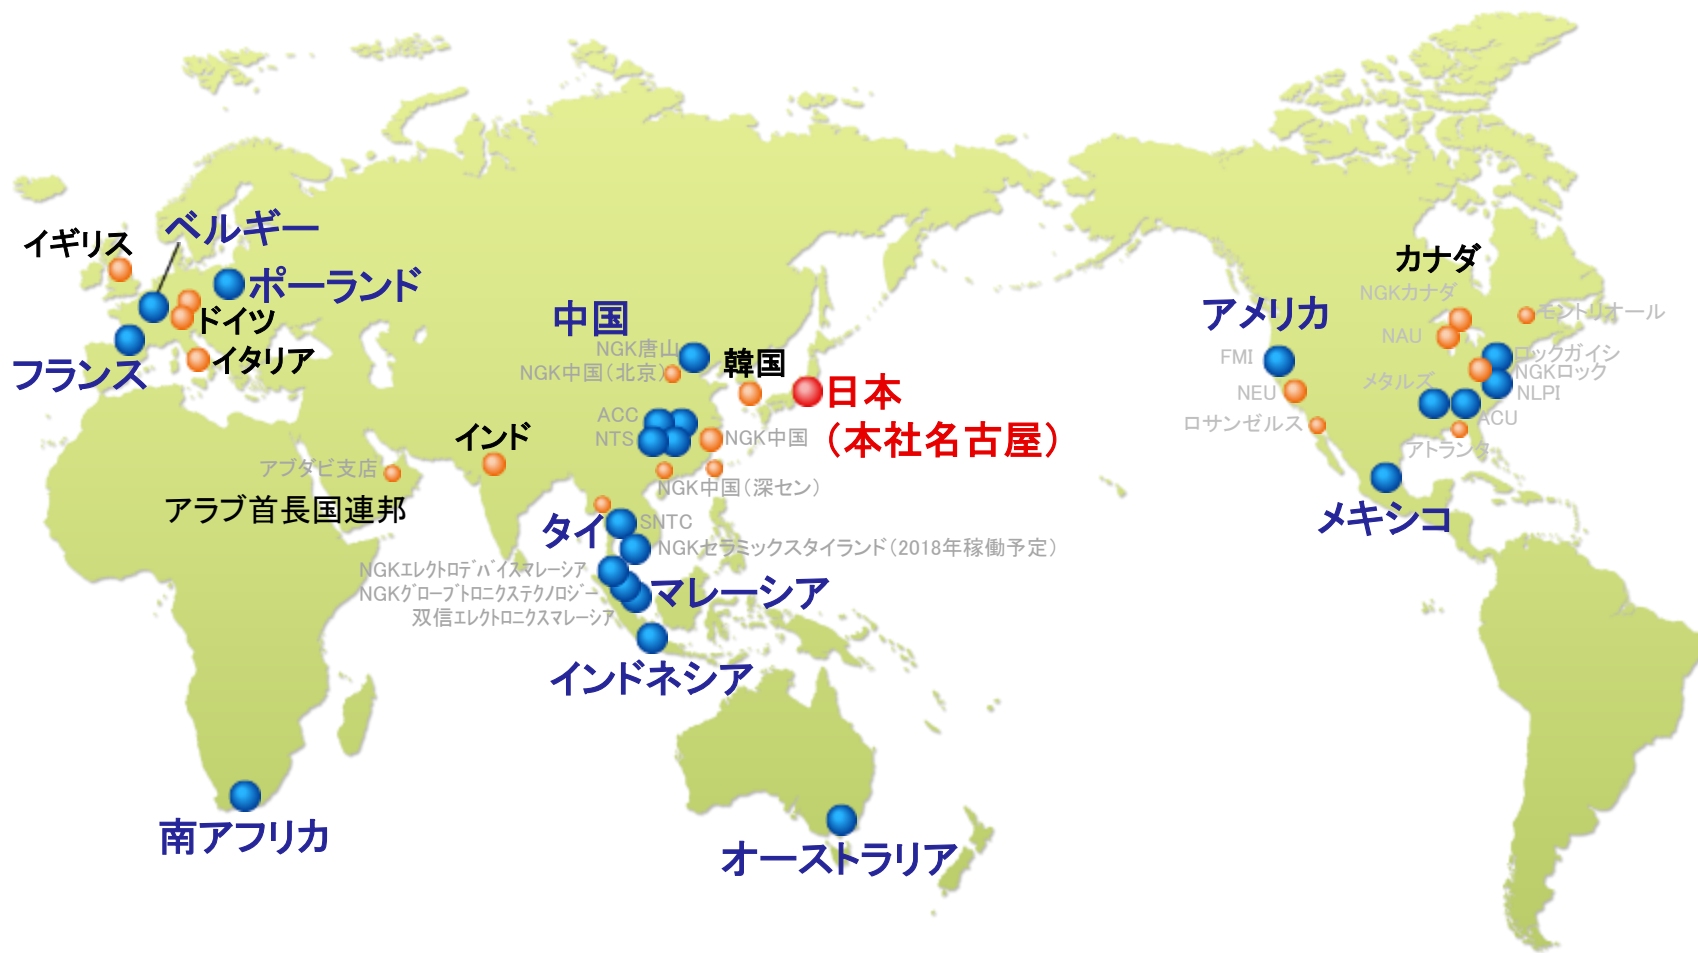 ベルギー
イギリス
ポーランド
ドイツ
イタリア
フランス
中国
NGK唐山
NGK中国(北京)
韓国
日本
(本社名古屋)
ACC
NTS
NGK中国
NGK中国(深セン)
インド
アブダビ支店
アラブ首長国連邦
タイ
SNTC
NGKセラミックスタイランド(2018年稼働予定)
NGKエレクトロデバイスマレーシア
NGKグローブトロニクステクノロジー
双信エレクトロニクスマレーシア
マレーシア
インドネシア
南アフリカ
オーストラリア
カナダ
NGKカナダ
モントリオール
アメリカ
NAU
FMI
ロックガイシ
NGKロック
メタルズ
NEU
NLPI
ロサンゼルス
ACU
アトランタ
メキシコ